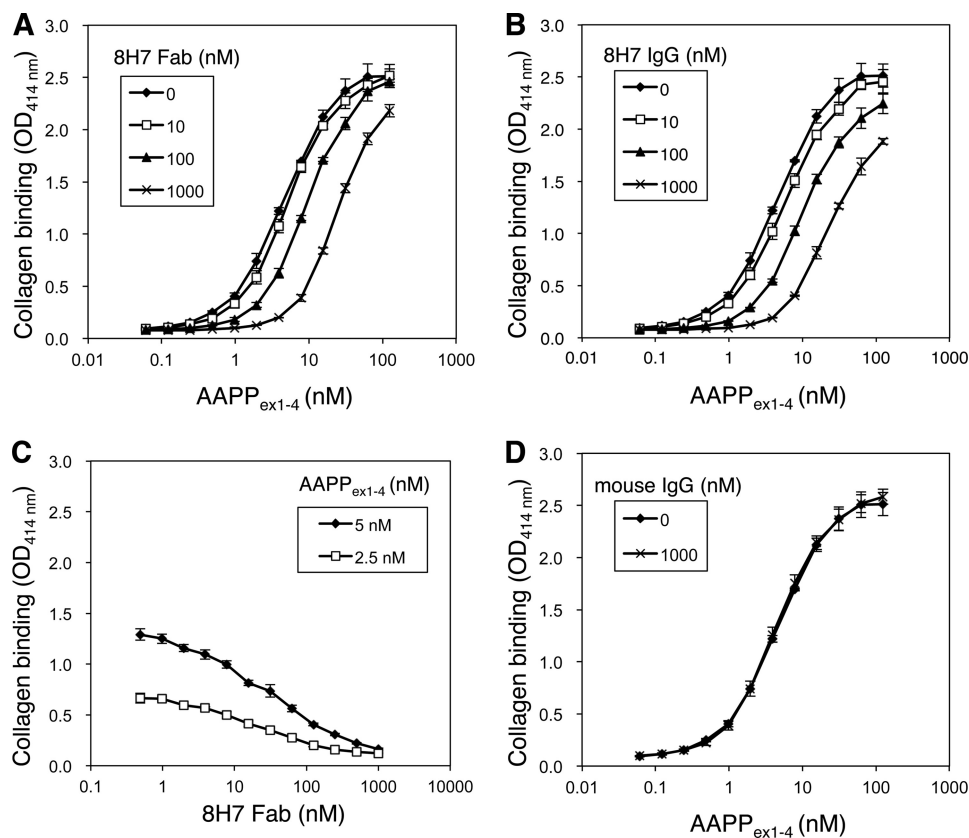 A
8H7 Fab (nM)
0
10
100
1000
Collagen binding (OD414 nm)
3.0
2.5
2.0
1.5
1.0
0.5
0.0
0.01 0.1 1 10 100 1000
AAPPex1-4 (nM)
B
8H7 IgG (nM)
0
10
100
1000
Collagen binding (OD414 nm)
3.0
2.5
2.0
1.5
1.0
0.5
0.0
0.01 0.1 1 10 100 1000
AAPPex1-4 (nM)
C
AAPPex1-4 (nM)
5 nM
2.5 nM
Collagen binding (OD414 nm)
3.0
2.5
2.0
1.5
1.0
0.5
0.0
0.1 1 10 100 1000 10000
8H7 Fab (nM)
D
mouse IgG (nM)
0
1000
Collagen binding (OD414 nm)
3.0
2.5
2.0
1.5
1.0
0.5
0.0
0.01 0.1 1 10 100 1000
AAPPex1-4 (nM)